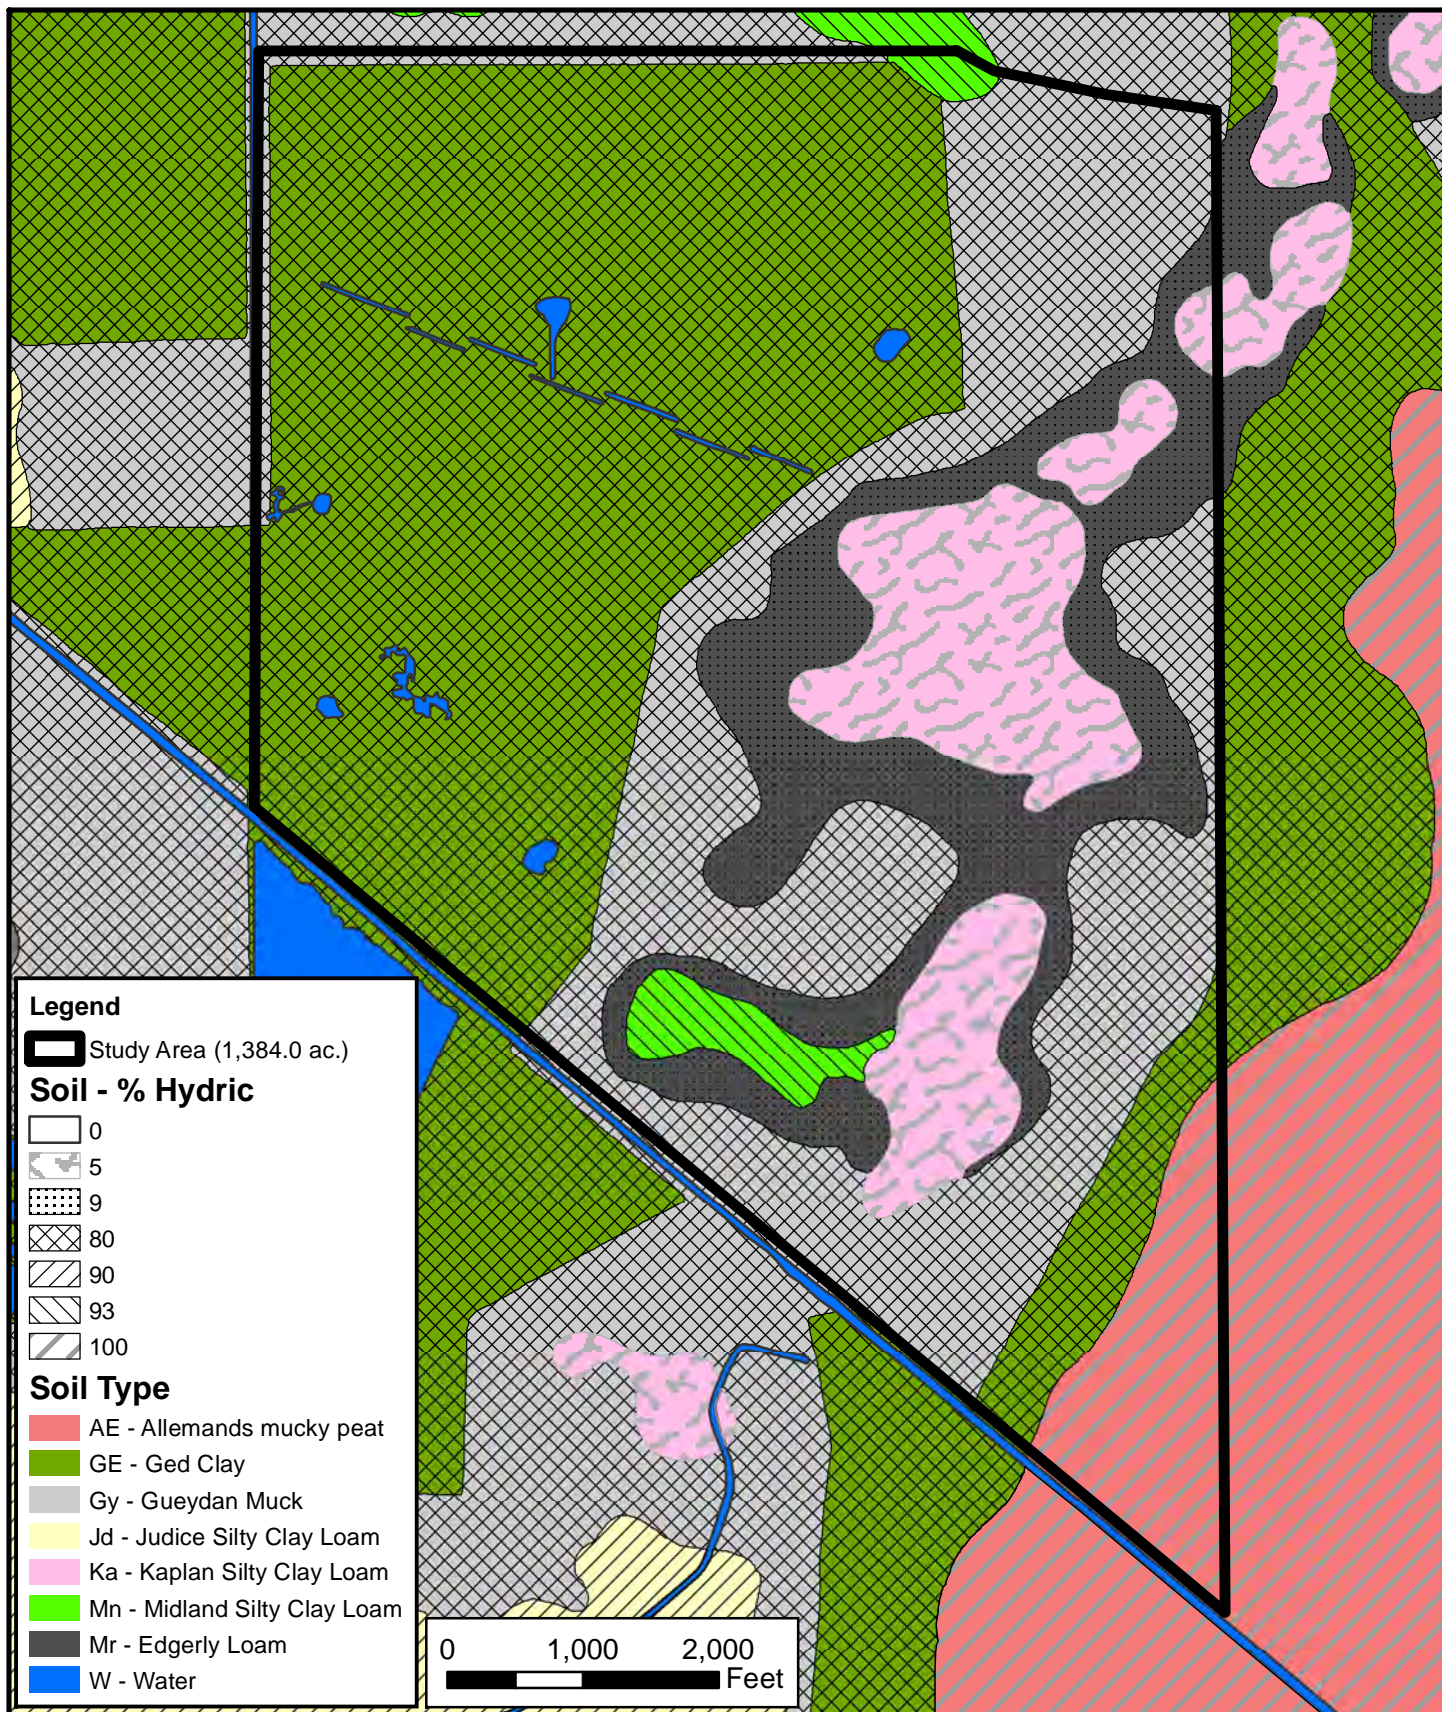 Legend
Study Area (1,384.0 ac.)
Soil - % Hydric
0
5
9
80
90
93
100
Soil Type
AE - Allemands mucky peat
GE - Ged Clay
Gy - Gueydan Muck
Jd - Judice Silty Clay Loam
Ka - Kaplan Silty Clay Loam
Mn - Midland Silty Clay Loam
Mr - Edgerly Loam
W - Water
0 1,000 2,000
Feet